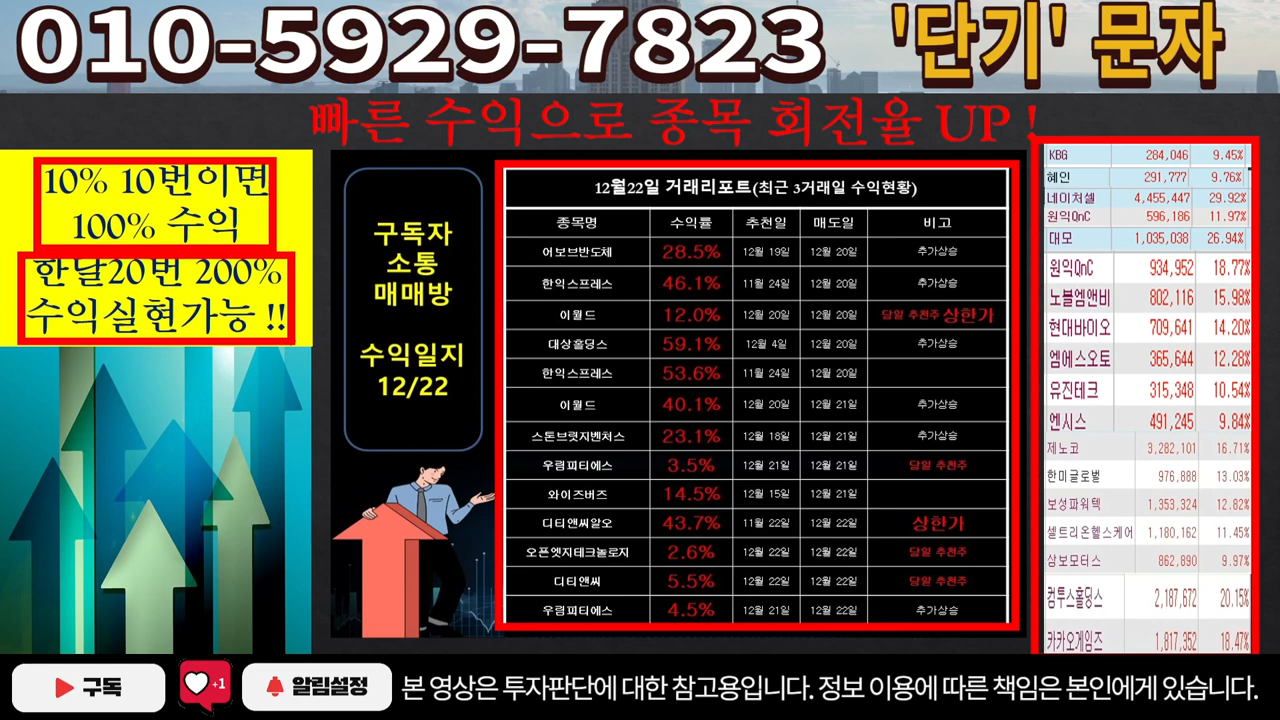 010-5929-7823 '단기' 문자
빠른 수익으로 종목 회전율 UP !
10% 10번이면
100% 수익
한달20번 200%
수익실현가능 !!
구독자
소통
매매방
수익일지
12/22
12월22일 거래리포트(최근 3거래일 수익현황)
종목명 수익률 추천일 매도일 비고
어보브반도체 28.5% 12월 19일 12월 20일 추가상승
한익스프레스 46.1% 11월 24일 12월 20일 추가상승
이월드 12.0% 12월 20일 12월 20일 당일 추천주 상한가
대상홀딩스 59.1% 12월 4일 12월 20일 추가상승
한익스프레스 53.6% 11월 24일 12월 20일
이월드 40.1% 12월 20일 12월 21일 추가상승
스톤브릿지벤처스 23.1% 12월 18일 12월 21일 추가상승
우림피티에스 3.5% 12월 21일 12월 21일 당일 추천주
와이즈버즈 14.5% 12월 15일 12월 21일
디티앤씨알오 43.7% 11월 22일 12월 22일 상한가
오픈엣지테크놀로지 2.6% 12월 22일 12월 22일 당일 추천주
디티앤씨 5.5% 12월 22일 12월 22일 당일 추천주
우림피티에스 4.5% 12월 21일 12월 22일 추가상승
KBG 284,046 9.45%
혜인 291,777 9.76%
네이처셀 4,455,447 29.92%
원익QnC 596,186 11.97%
대모 1,035,038 26.94%
원익QnC 934,952 18.77%
노블엠앤비 802,116 15.98%
현대바이오 709,641 14.20%
엠에스오토 365,644 12.28%
유진테크 315,348 10.54%
엔시스 491,245 9.84%
제노코 3,282,101 16.71%
한미글로벌 976,888 13.03%
보성파워텍 1,353,324 12.82%
셀트리온헬스케어 1,180,162 11.45%
삼보모터스 862,890 9.97%
컴투스홀딩스 2,187,672 20.15%
카카오게임즈 1,817,352 18.47%
구독 +1 알림설정 본 영상은 투자판단에 대한 참고용입니다. 정보 이용에 따른 책임은 본인에게 있습니다.